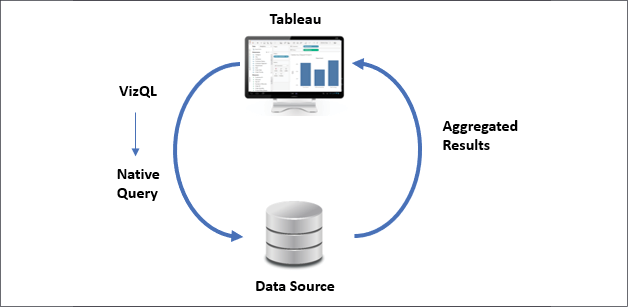 Tableau
VizQL
Native
Query
Aggregated
Results
Data Source